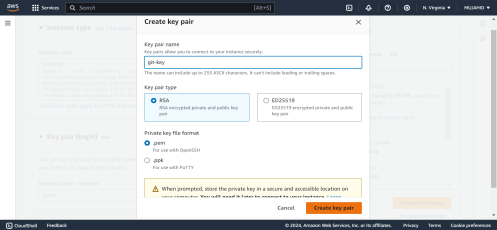 aws
Services
Search
[Alt+S]
N. Virginia
MUJAHID
Create key pair
Key pair name
Key pairs allow you to connect to your instance securely.
git-key
The name can include up to 255 ASCII characters. It can't include leading or trailing spaces.
Key pair type
RSA
RSA encrypted private and public key
pair
ED25519
ED25519 encrypted private and public
key pair
Private key file format
.pem
For use with OpenSSH
.ppk
For use with PuTTY
When prompted, store the private key in a secure and accessible location on
your computer. You will need it later to connect to your instance. Learn
Cancel
Create key pair
CloudShell
Feedback
© 2024, Amazon Web Services, Inc. or its affiliates.
Privacy
Terms
Cookie preferences